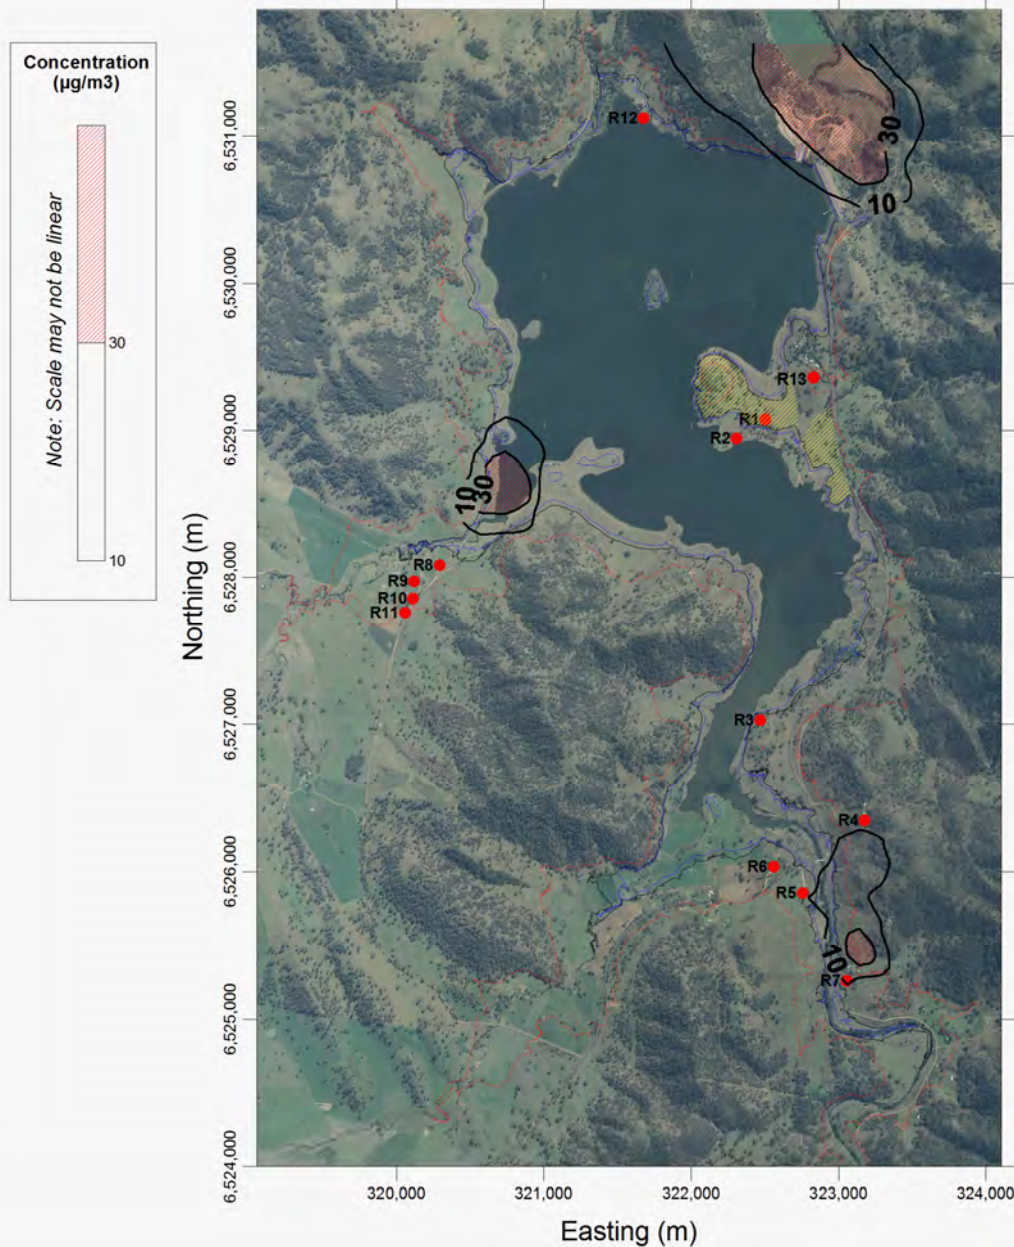 Concentration
(µg/m3)
Note: Scale may not be linear
30
10
Northing (m)
6,531,000
6,530,000
6,529,000
6,528,000
6,527,000
6,526,000
6,525,000
6,524,000
R12
30
10
R13
R1
R2
10
30
R8
R9
R10
R11
R3
R4
R6
R5
10
R7
320,000
321,000
322,000
323,000
324,000
Easting (m)